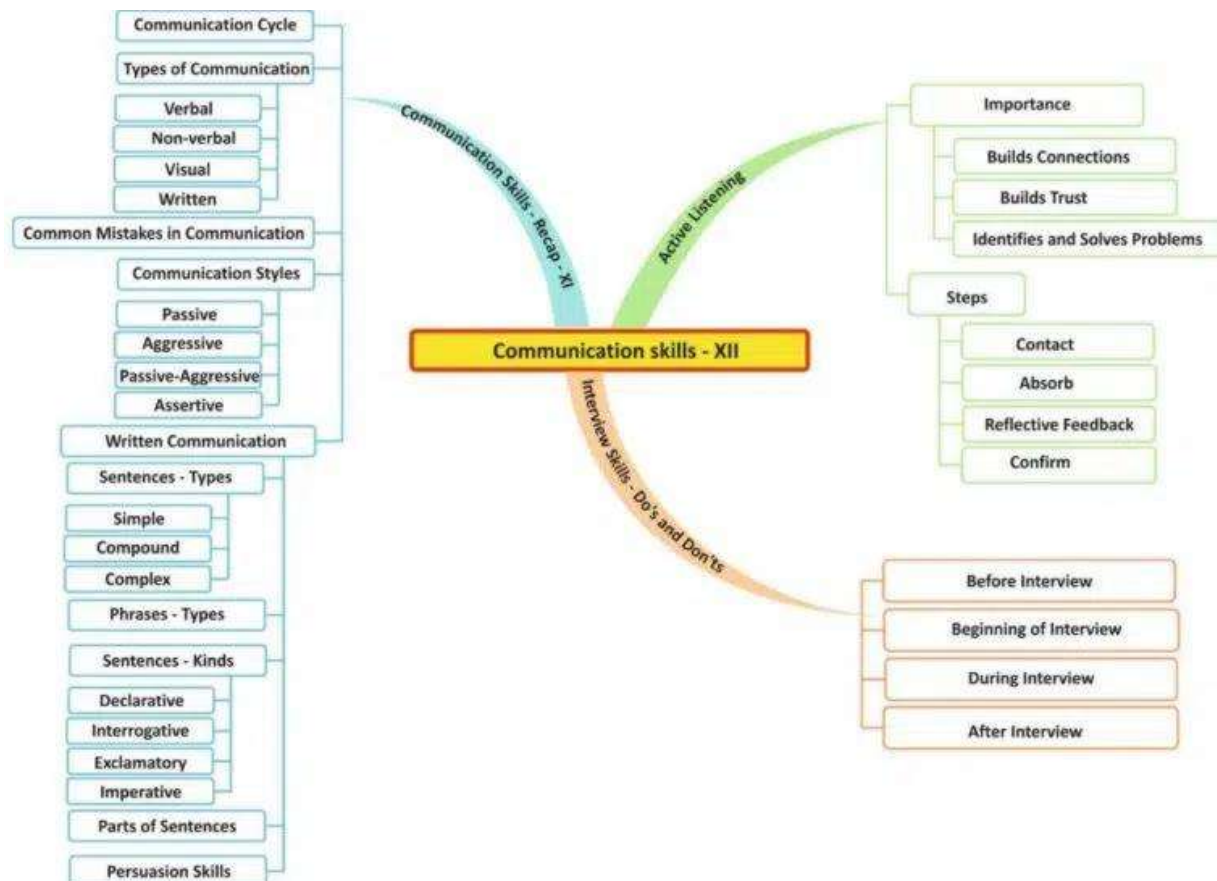 Communication Cycle
Types of Communication
Verbal
Non-verbal
Visual
Written
Common Mistakes in Communication
Communication Styles
Passive
Aggressive
Passive-Aggressive
Assertive
Written Communication
Sentences - Types
Simple
Compound
Complex
Phrases - Types
Sentences - Kinds
Declarative
Interrogative
Exclamatory
Imperative
Parts of Sentences
Persuasion Skills
Communication Skills - Recap - XI
Communication skills - XII
Active Listening
Importance
Builds Connections
Builds Trust
Identifies and Solves Problems
Steps
Contact
Absorb
Reflective Feedback
Confirm
Interview Skills - Do's and Don'ts
Before Interview
Beginning of Interview
During Interview
After Interview